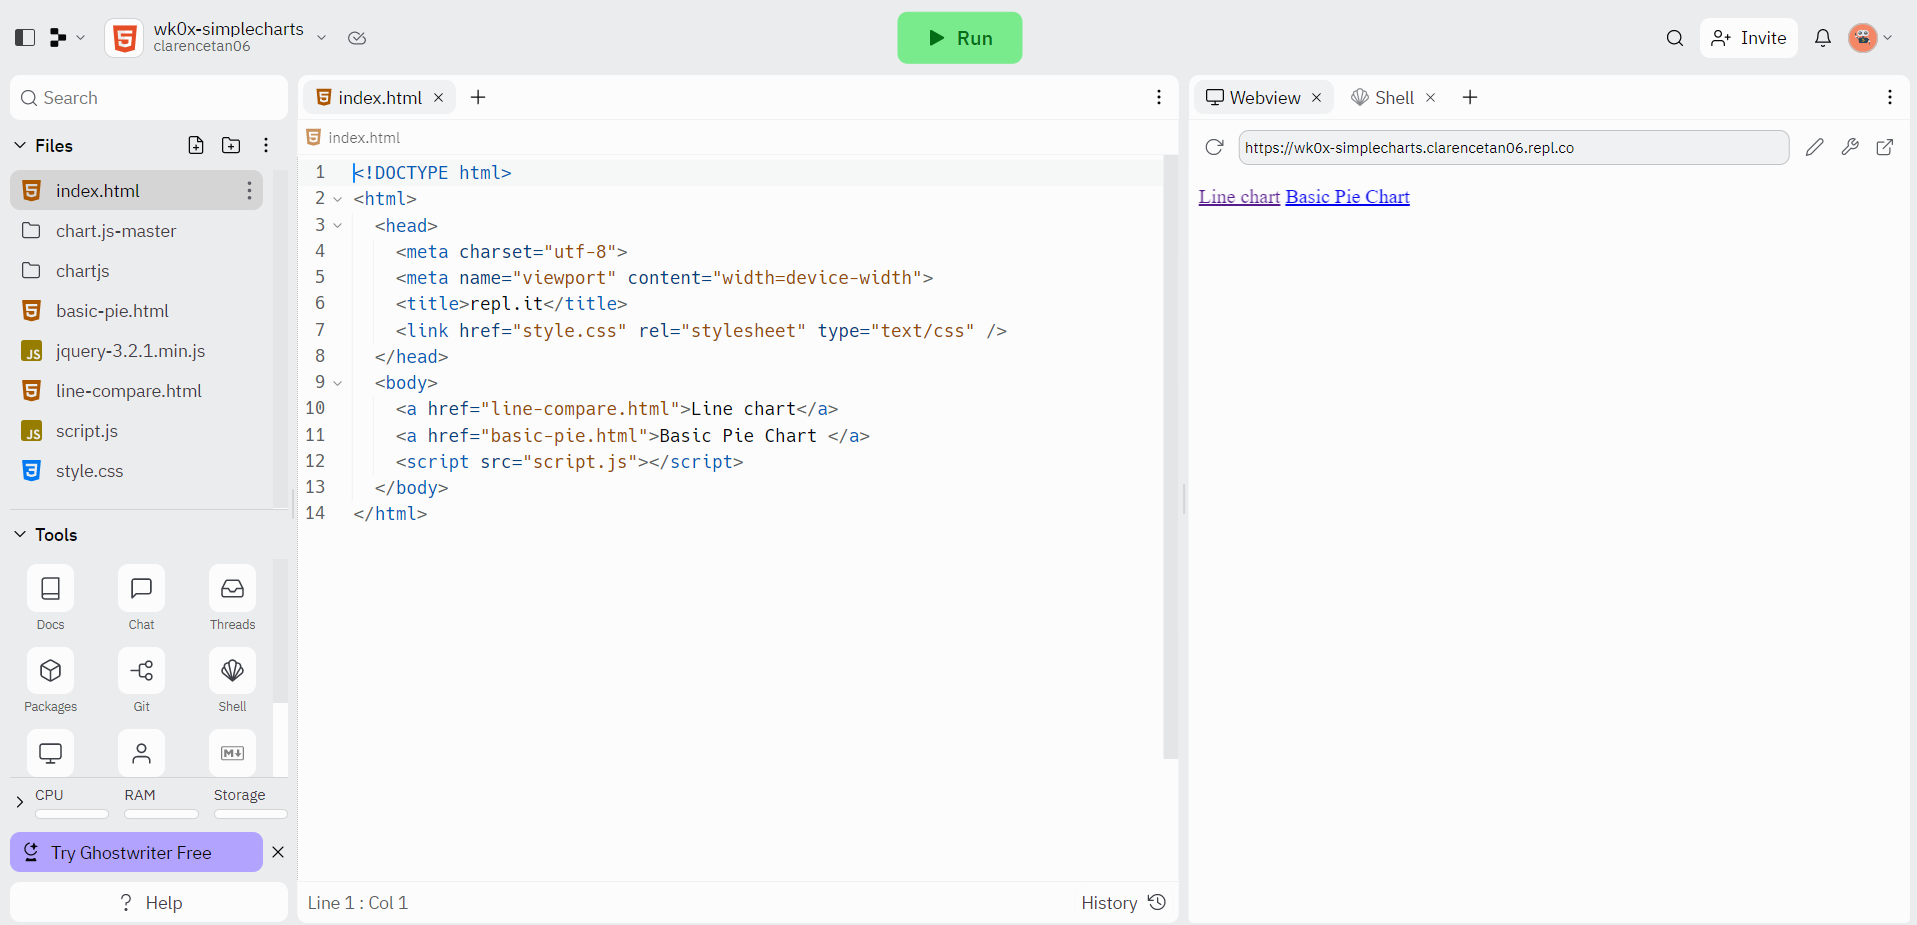 wk0x-simplecharts
clarencetan06
Run
Invite
Search
Files
index.html
chart.js-master
chartjs
basic-pie.html
jquery-3.2.1.min.js
line-compare.html
script.js
style.css
Tools
Docs
Chat
Threads
Packages
Git
Shell
CPU
RAM
Storage
Try Ghostwriter Free
? Help
index.html
index.html
1 <!DOCTYPE html>
2 <html>
3 <head>
4 <meta charset="utf-8">
5 <meta name="viewport" content="width=device-width">
6 <title>repl.it</title>
7 <link href="style.css" rel="stylesheet" type="text/css" />
8 </head>
9 <body>
10 <a href="line-compare.html">Line chart</a>
11 <a href="basic-pie.html">Basic Pie Chart </a>
12 <script src="script.js"></script>
13 </body>
14 </html>
Line 1 : Col 1
History
Webview
Shell
https://wk0x-simplecharts.clarencetan06.repl.co
Line chart Basic Pie Chart